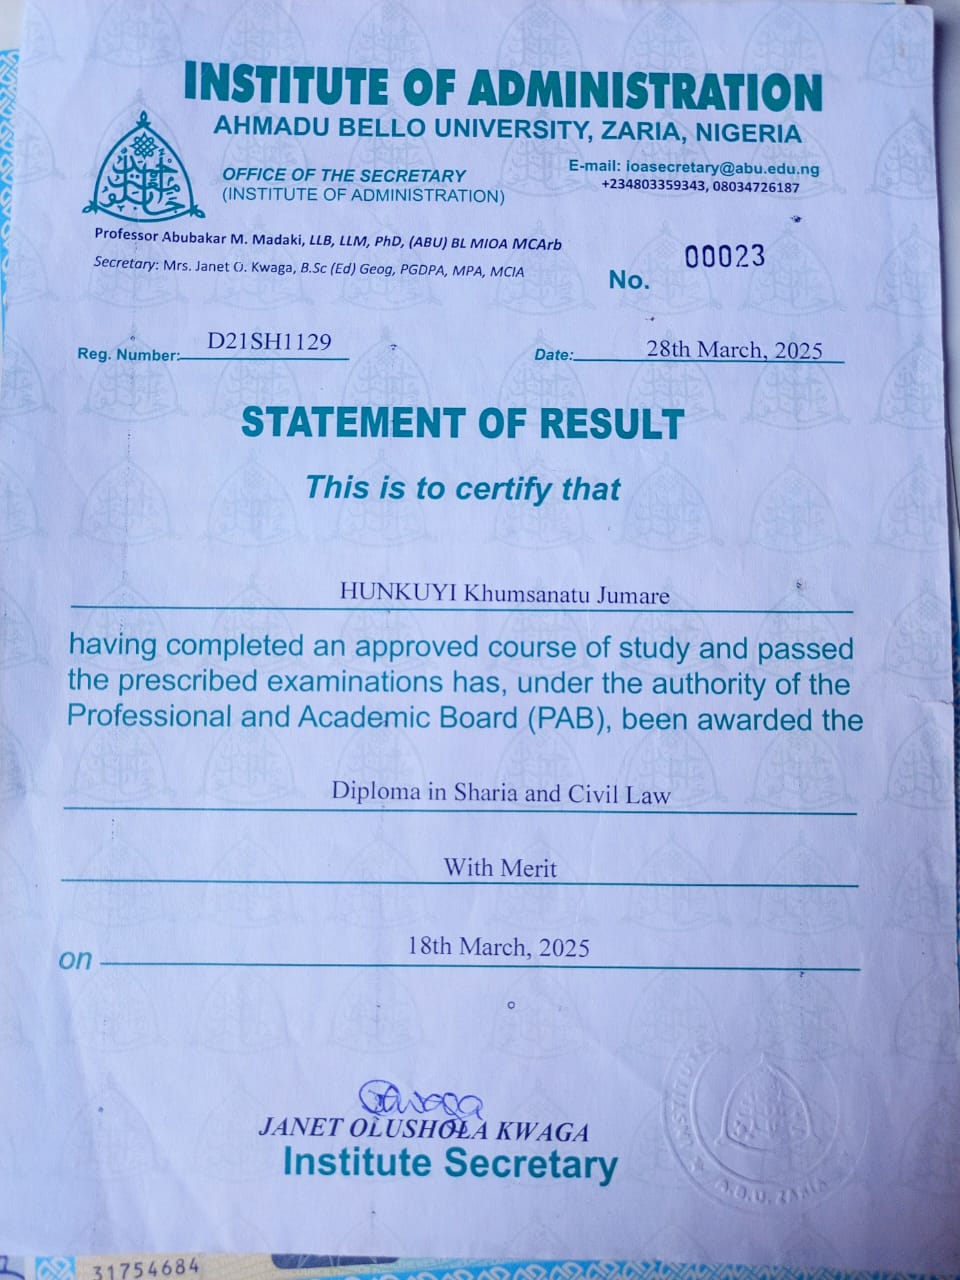 INSTITUTE OF ADMINISTRATION
AHMADU BELLO UNIVERSITY, ZARIA, NIGERIA
OFFICE OF THE SECRETARY
(INSTITUTE OF ADMINISTRATION)
E-mail: ioasecretary@abu.edu.ng
+234803359343, 08034726187
Professor Abubakar M. Madaki, LLB, LLM, PhD, (ABU) BL MIOA MCArb
Secretary: Mrs. Janet O. Kwaga, B.Sc (Ed) Geog, PGDPA, MPA, MCIA
No. 00023
Reg. Number: D21SH1129
Date: 28th March, 2025
STATEMENT OF RESULT
This is to certify that
HUNKUYI Khumsanatu Jumare
having completed an approved course of study and passed
the prescribed examinations has, under the authority of the
Professional and Academic Board (PAB), been awarded the
Diploma in Sharia and Civil Law
With Merit
on 18th March, 2025
JANET OLUSHOLA KWAGA
Institute Secretary
INSTITUTE
A.B.U. ZARIA
31754684